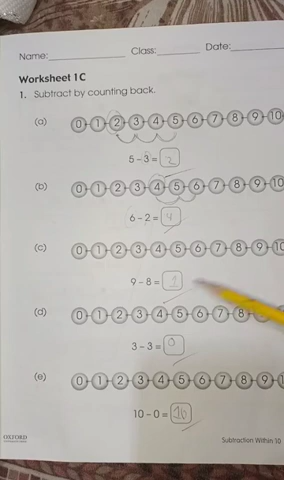 Name: Class: Date:
Worksheet 1C
1. Subtract by counting back.
(a) 0 1 2 3 4 5 6 7 8 9 10
5 – 3 = 2
(b) 0 1 2 3 4 5 6 7 8 9 10
6 – 2 = 4
(c) 0 1 2 3 4 5 6 7 8 9 10
9 – 8 = 1
(d) 0 1 2 3 4 5 6 7 8
3 – 3 = 0
(e) 0 1 2 3 4 5 6 7 8 9 1
10 – 0 = 10
OXFORD
Subtraction Within 10